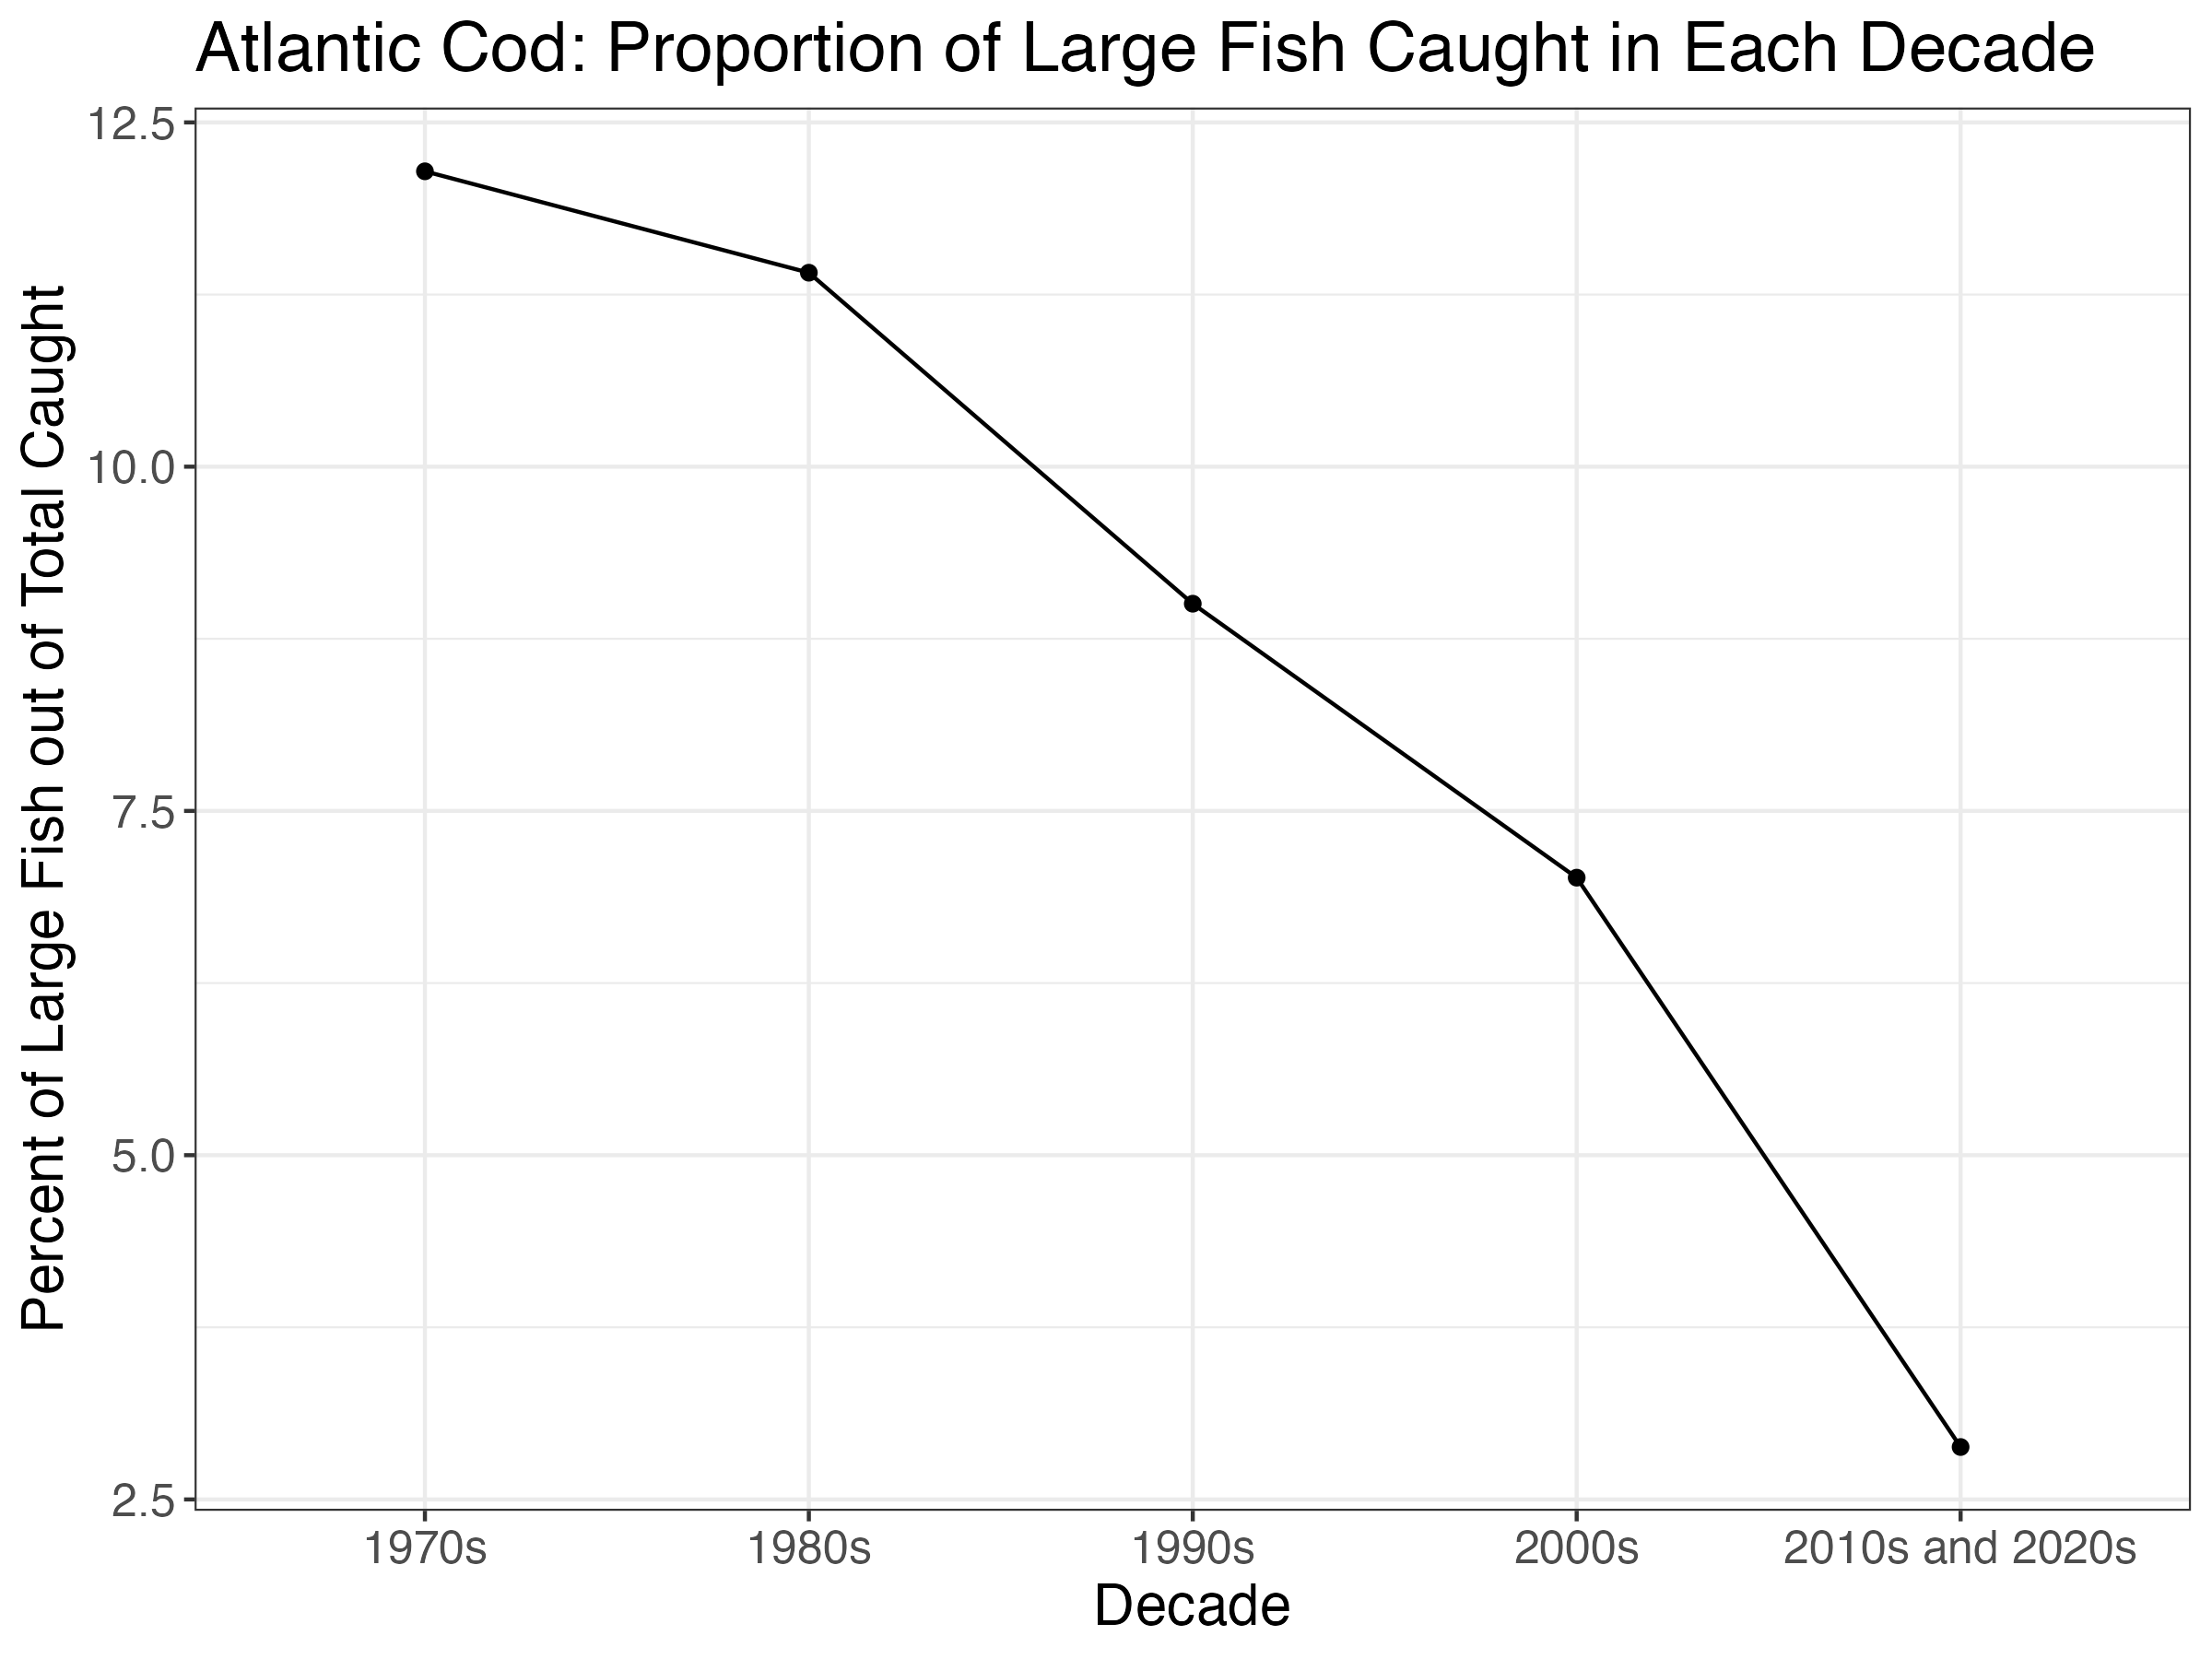 Atlantic Cod: Proportion of Large Fish Caught in Each Decade
Percent of Large Fish out of Total Caught
12.5
10.0
7.5
5.0
2.5
1970s
1980s
1990s
2000s
2010s and 2020s
Decade